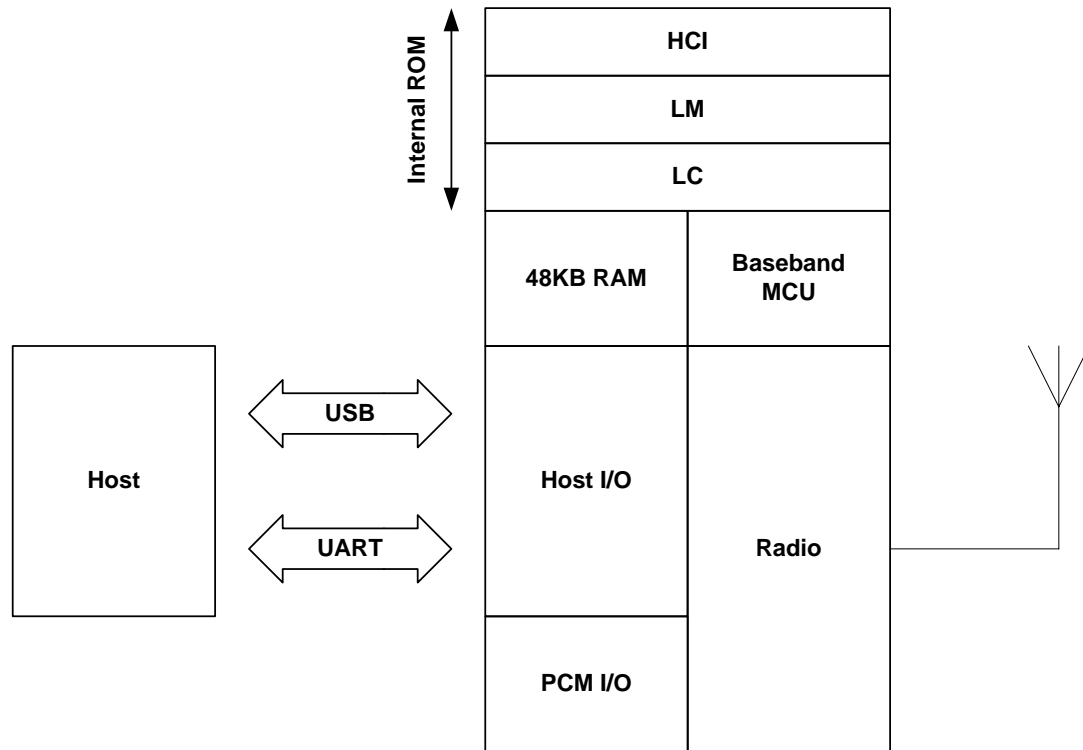 Internal ROM
HCI
LM
LC
48KB RAM
Baseband
MCU
Host
USB
UART
Host I/O
Radio
PCM I/O